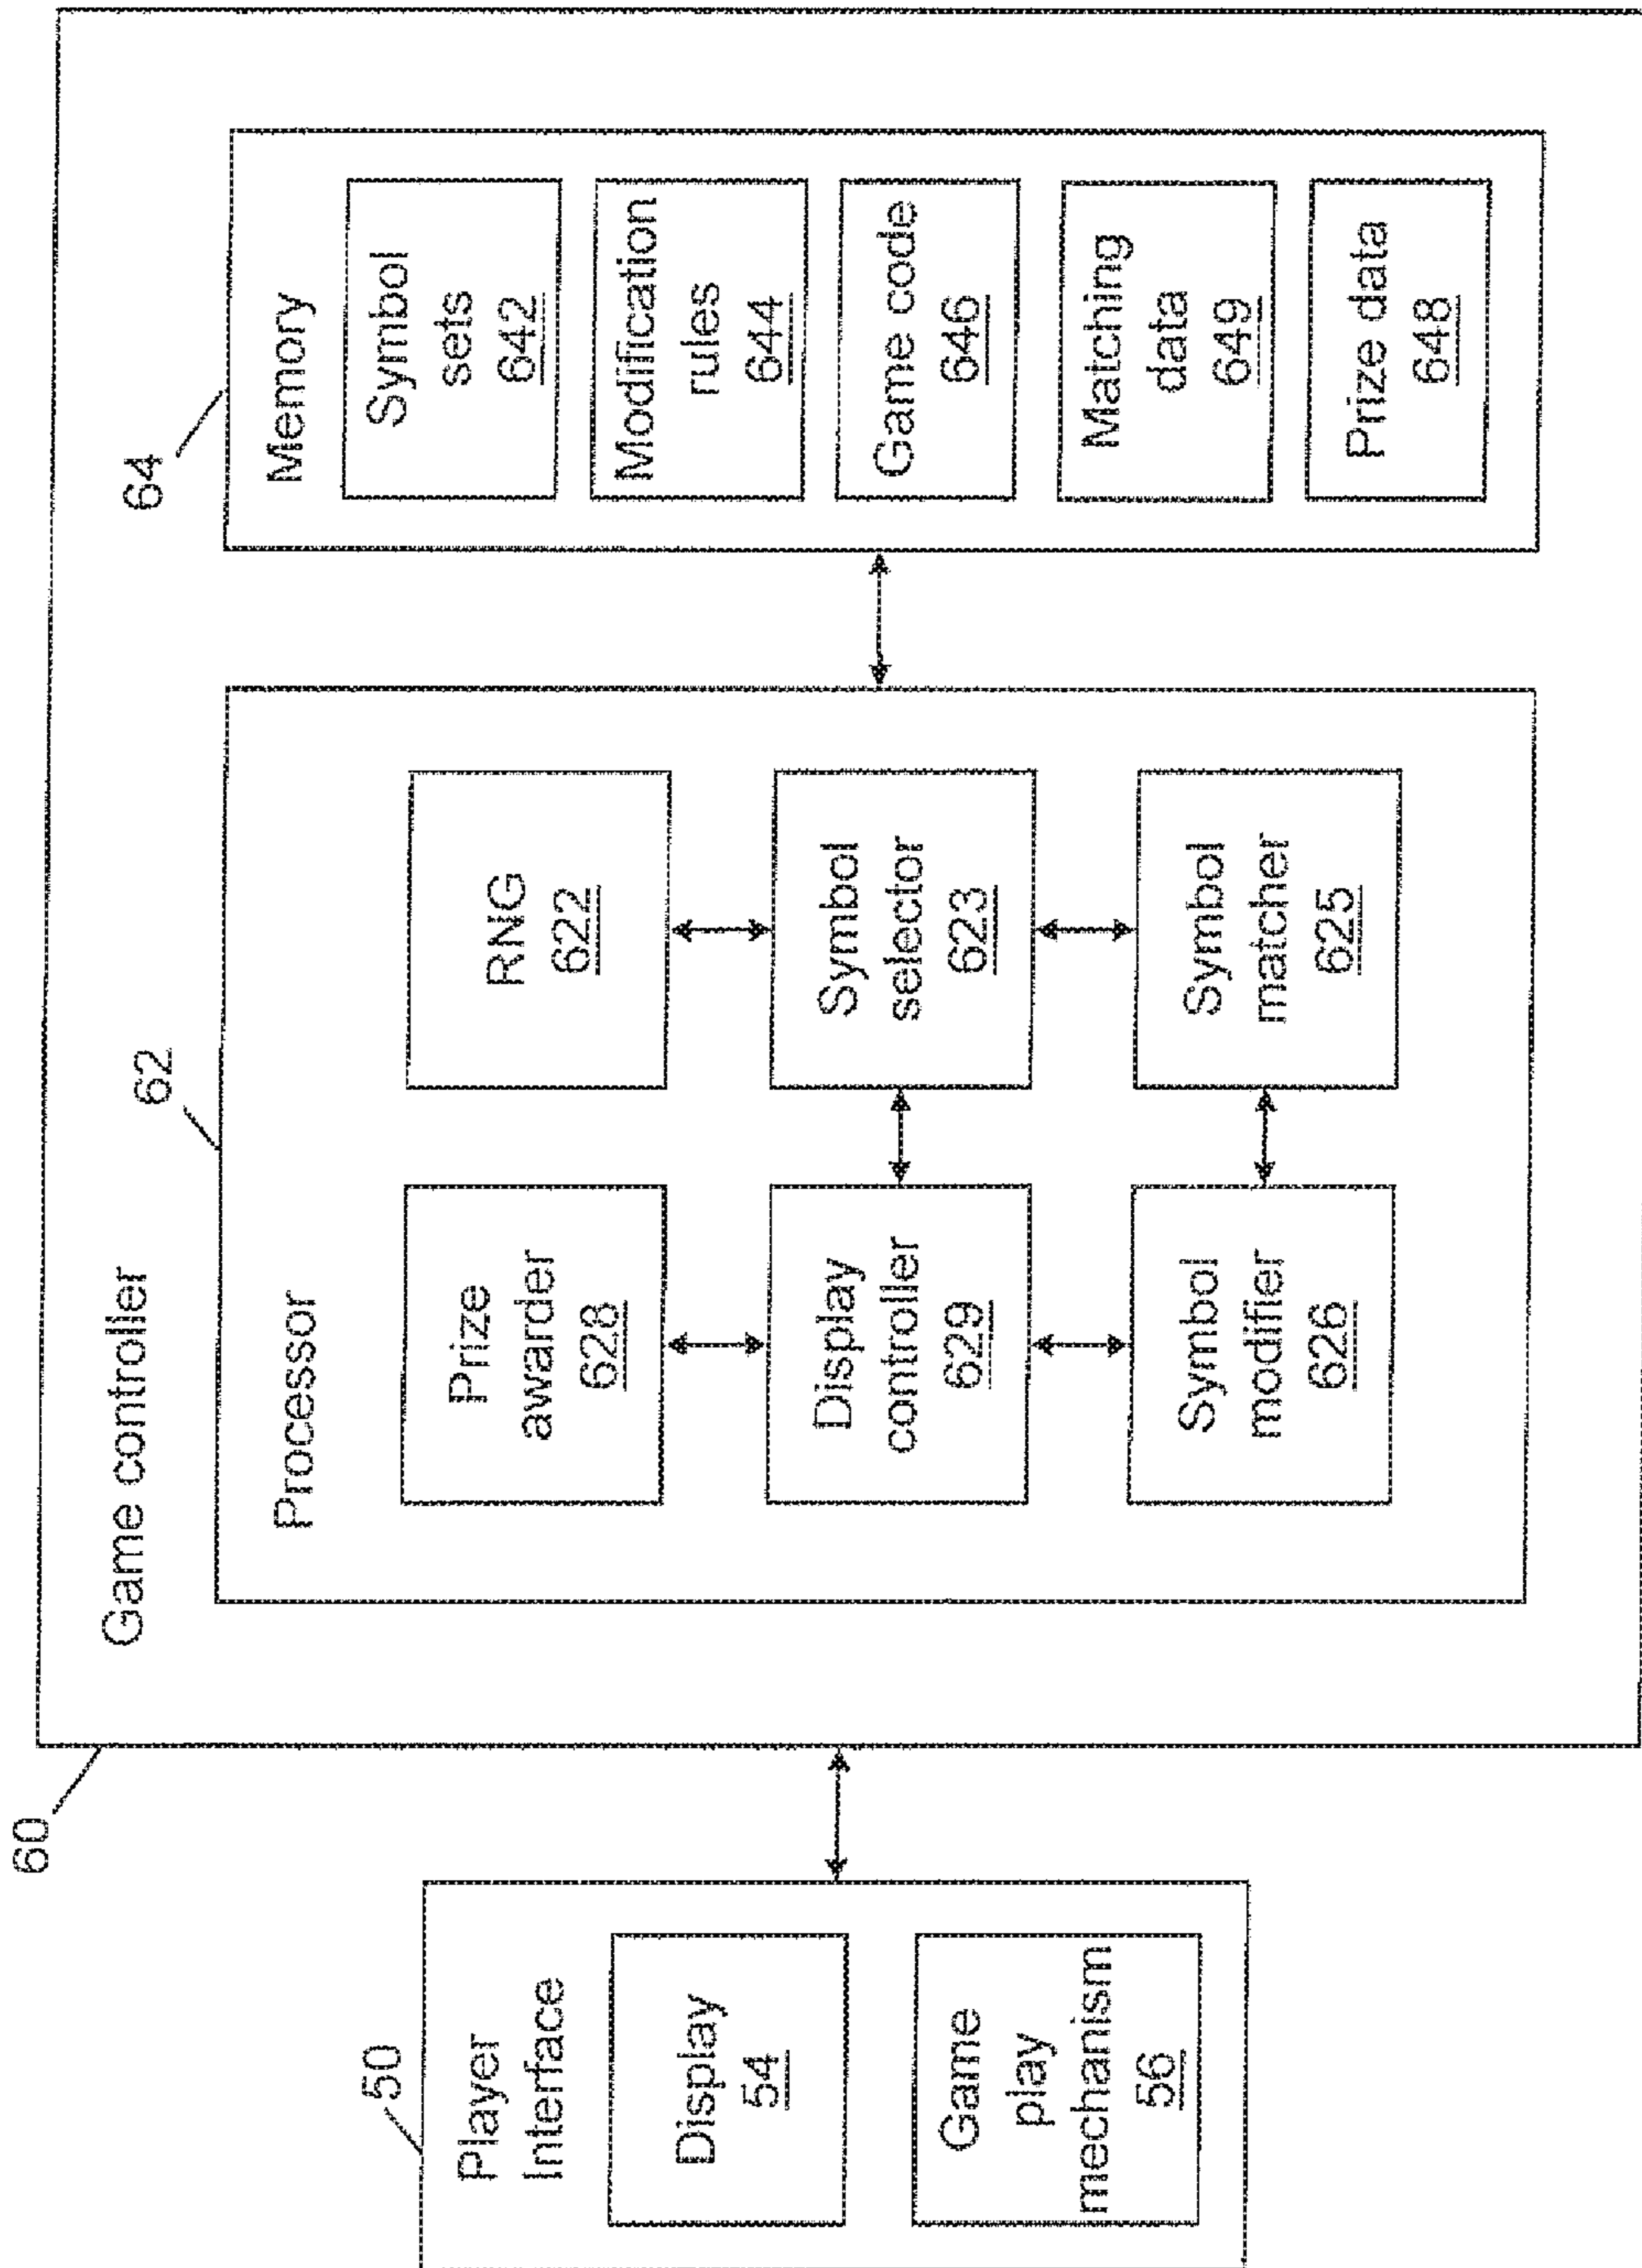 60
Game controller
50
Player
Interface
Display
54
Game
play
mechanism
56
62
Processor
Prize
awarder
628
RNG
622
Display
controller
629
Symbol
selector
623
Symbol
modifier
626
Symbol
matcher
625
64
Memory
Symbol
sets
642
Modification
rules
644
Game code
646
Matching
data
649
Prize data
648